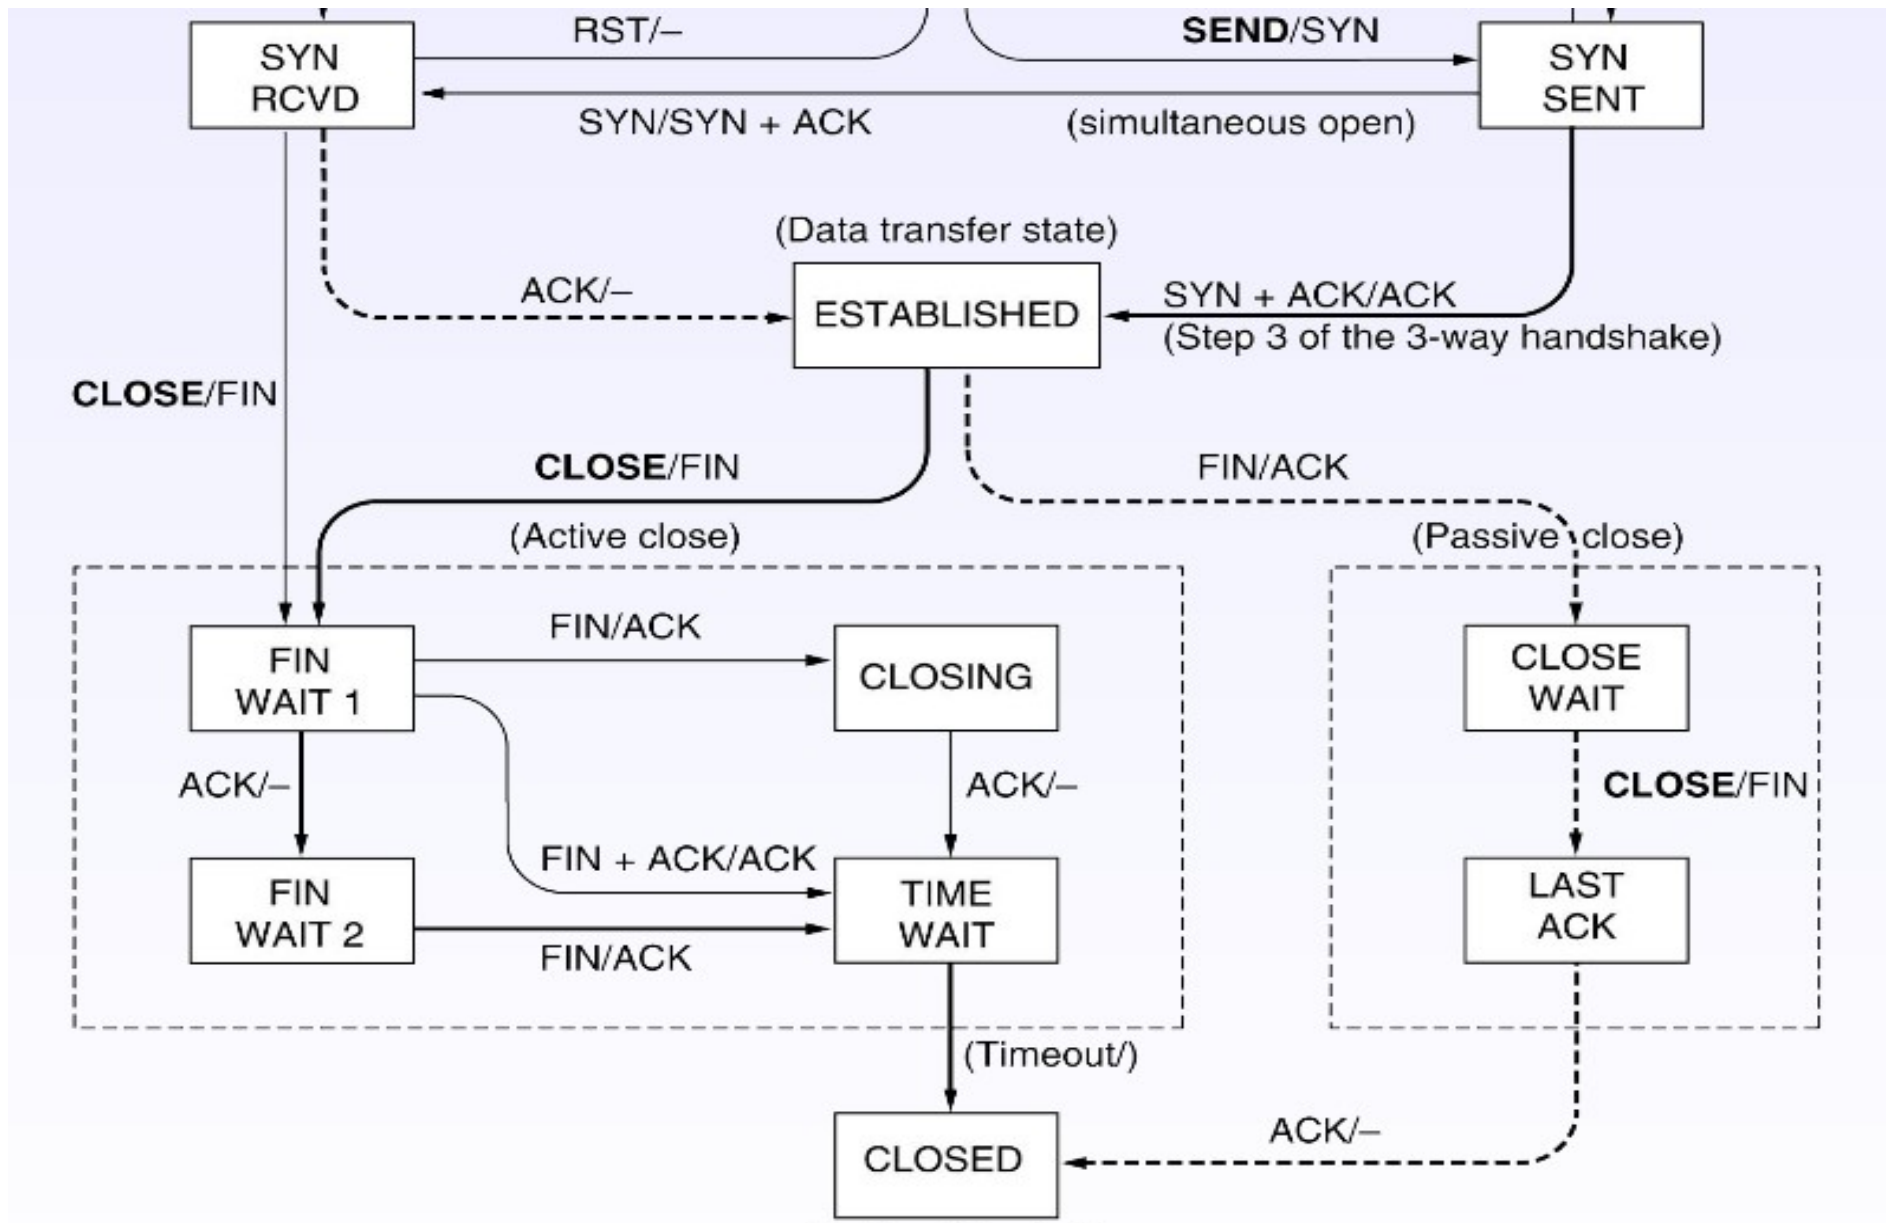 RST/–
SEND/SYN
SYN
RCVD
SYN
SENT
SYN/SYN + ACK
(simultaneous open)
(Data transfer state)
ACK/–
ESTABLISHED
SYN + ACK/ACK
(Step 3 of the 3-way handshake)
CLOSE/FIN
CLOSE/FIN
FIN/ACK
(Active close)
(Passive close)
FIN
WAIT 1
FIN/ACK
CLOSING
CLOSE
WAIT
ACK/–
ACK/–
CLOSE/FIN
FIN + ACK/ACK
FIN
WAIT 2
TIME
WAIT
LAST
ACK
FIN/ACK
(Timeout/)
CLOSED
ACK/–